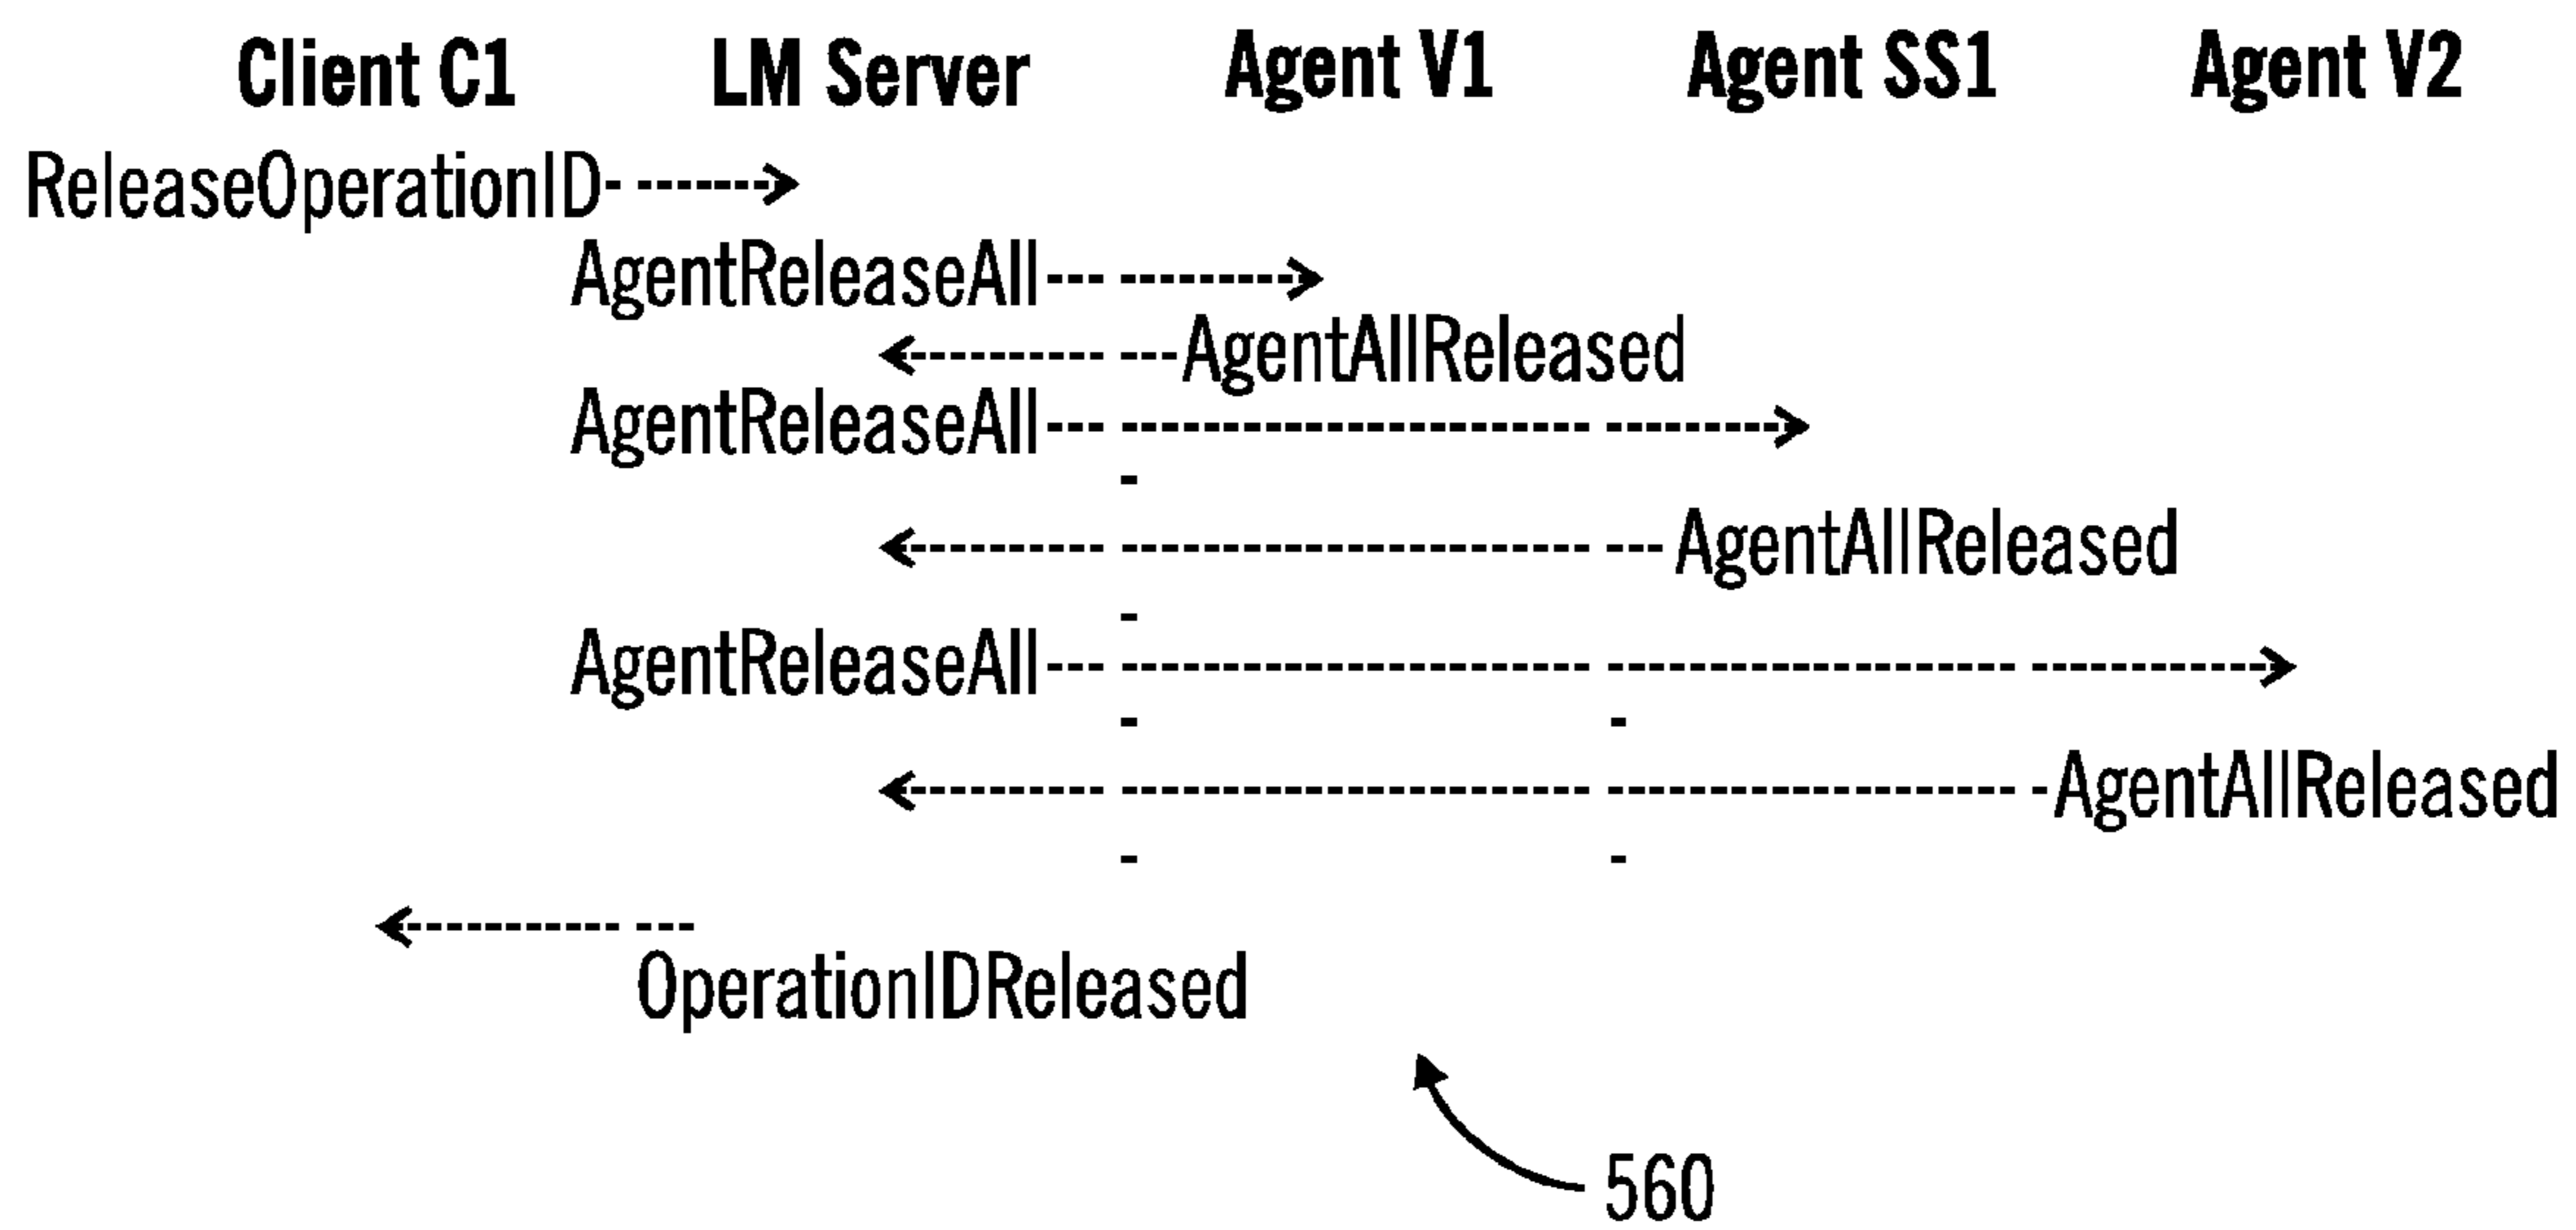 Client C1 LM Server Agent V1 Agent SS1 Agent V2
ReleaseOperationID
AgentReleaseAll
AgentAllReleased
AgentReleaseAll
AgentAllReleased
AgentReleaseAll
AgentAllReleased
OperationIDReleased
560